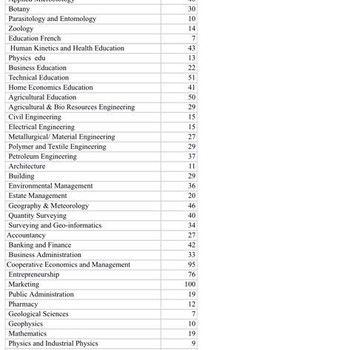 Applied Microbiology
Botany 30
Parasitology and Entomology 10
Zoology 14
Education French 7
Human Kinetics and Health Education 43
Physics edu 13
Business Education 22
Technical Education 51
Home Economics Education 41
Agricultural Education 50
Agricultural & Bio Resources Engineering 29
Civil Engineering 15
Electrical Engineering 15
Metallurgical/ Material Engineering 27
Polymer and Textile Engineering 29
Petroleum Engineering 37
Architecture 11
Building 29
Environmental Management 36
Estate Management 20
Geography & Meteorology 46
Quantity Surveying 40
Surveying and Geo-informatics 34
Accountancy 27
Banking and Finance 42
Business Administration 33
Cooperative Economics and Management 95
Entrepreneurship 76
Marketing 100
Public Administration 19
Pharmacy 12
Geological Sciences 7
Geophysics 10
Mathematics 19
Physics and Industrial Physics 9